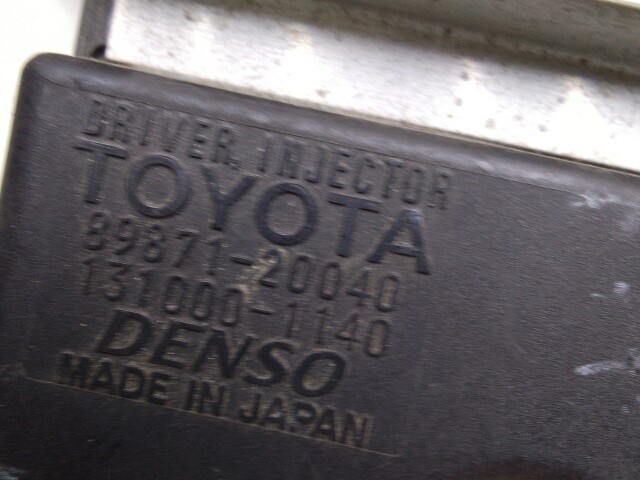 DRIVER, INJECTOR
TOYOTA
89871-20040
131000-1140
DENSO
MADE IN JAPAN